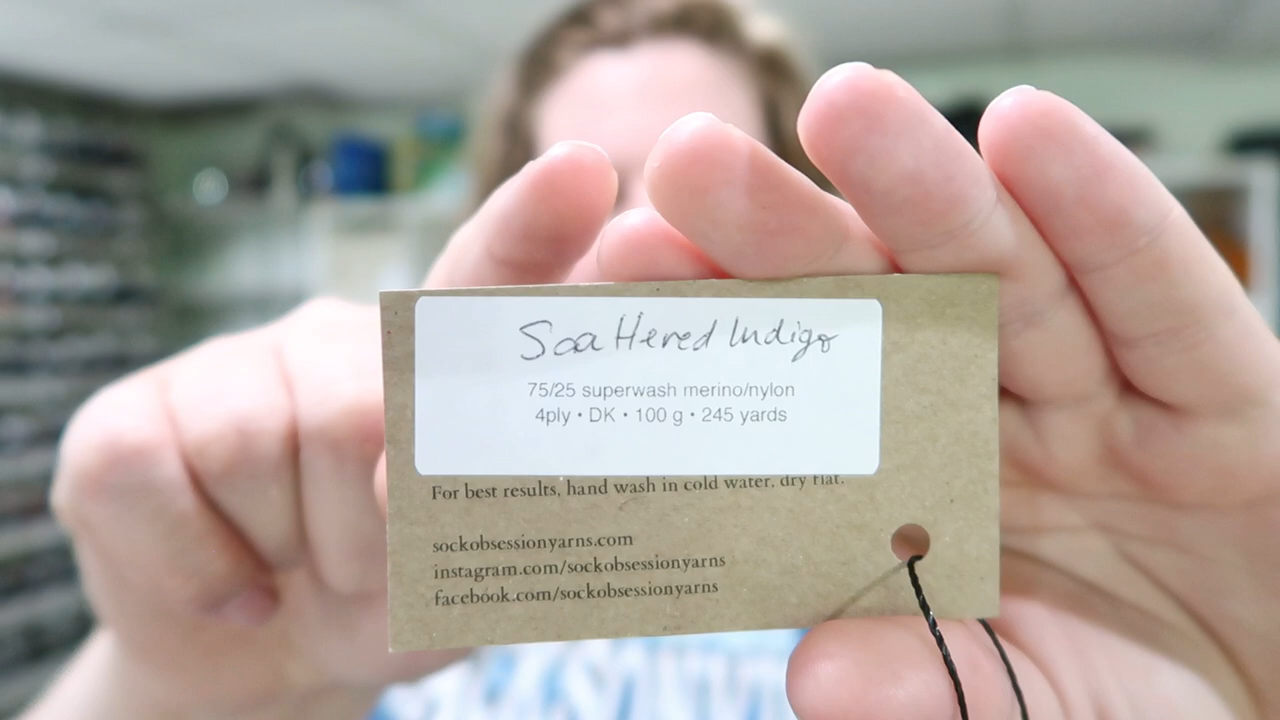 Scattered Indigo
75/25 superwash merino/nylon
4ply • DK • 100 g • 245 yards
For best results, hand wash in cold water. dry flat.
sockobsessionyarns.com
instagram.com/sockobsessionyarns
facebook.com/sockobsessionyarns